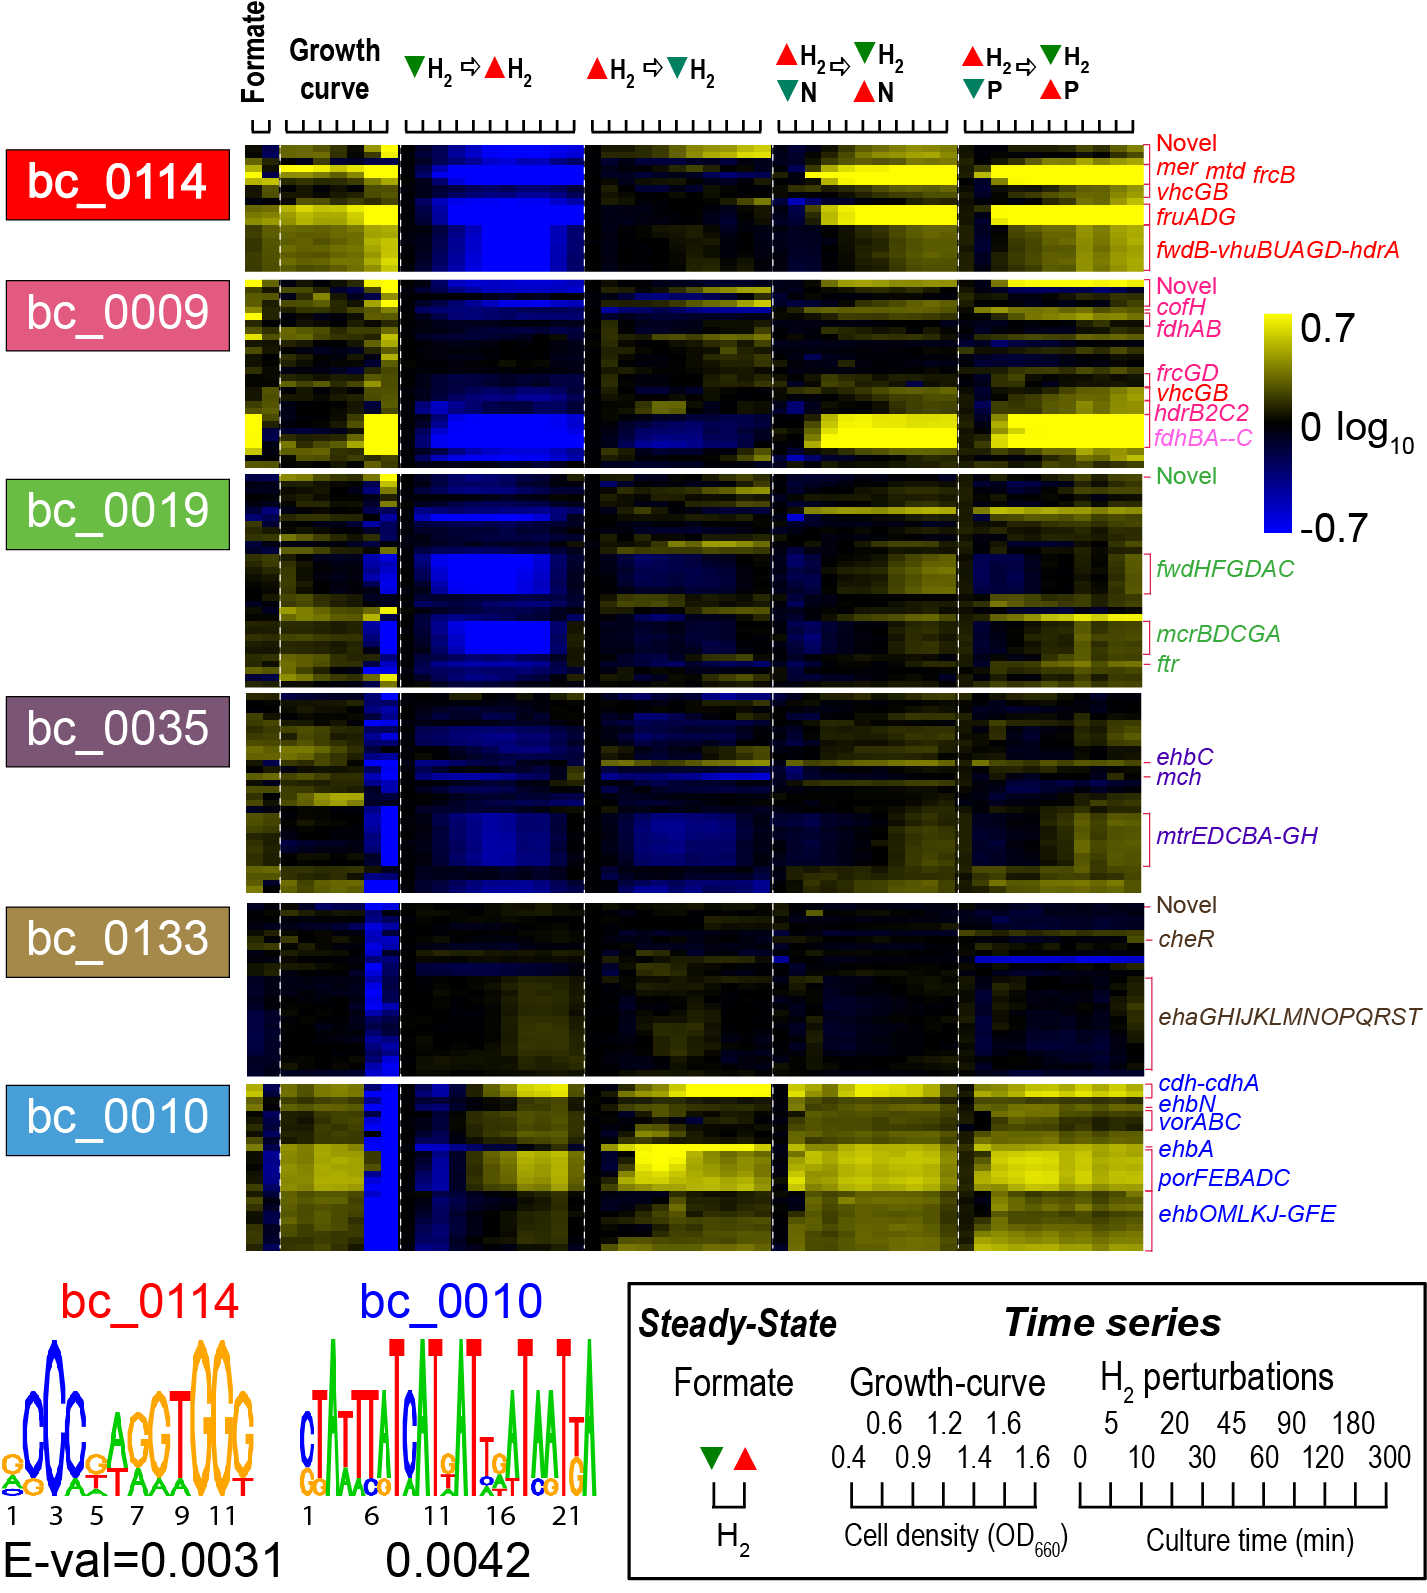 Formate
Growth
curve
▼H2 ⇨ ▲H2
▲H2 ⇨ ▼H2
▲H2 ⇨ ▼H2
▼N ▲N
▲H2 ⇨ ▼H2
▼P ▲P
bc_0114
Novel
mer mtd frcB
vhcGB
fruADG
fwdB-vhuBUAGD-hdrA
bc_0009
Novel
cofH
fdhAB
frcGD
vhcGB
hdrB2C2
fdhBA--C
0.7
0 log10
-0.7
bc_0019
Novel
fwdHFGDAC
mcrBDCGA
ftr
bc_0035
ehbC
mch
mtrEDCBA-GH
bc_0133
Novel
cheR
ehaGHIJKLMNOPQRST
bc_0010
cdh-cdhA
ehbN
vorABC
ehbA
porFEBADC
ehbOMLKJ-GFE
bc_0114
1 3 5 7 9 11
E-val=0.0031
bc_0010
1 6 11 16 21
0.0042
Steady-State
Time series
Formate
▼ ▲
H2
Growth-curve
0.6 1.2 1.6
0.4 0.9 1.4 1.6
Cell density (OD660)
H2 perturbations
5 20 45 90 180
0 10 30 60 120 300
Culture time (min)